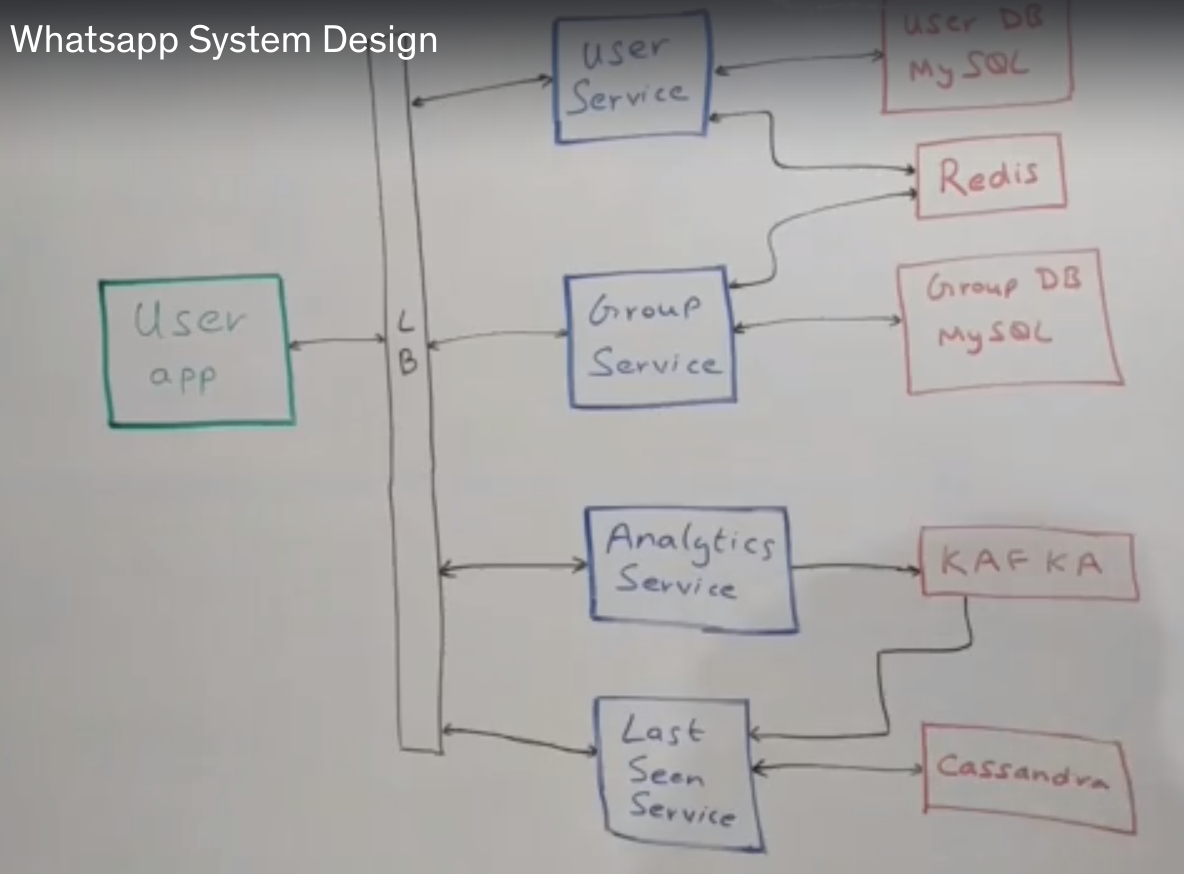 Whatsapp System Design
User
Service
User DB
MySQL
Redis
User
app
L
B
Group
Service
Group DB
MySQL
Analytics
Service
KAFKA
Last
Seen
Service
Cassandra